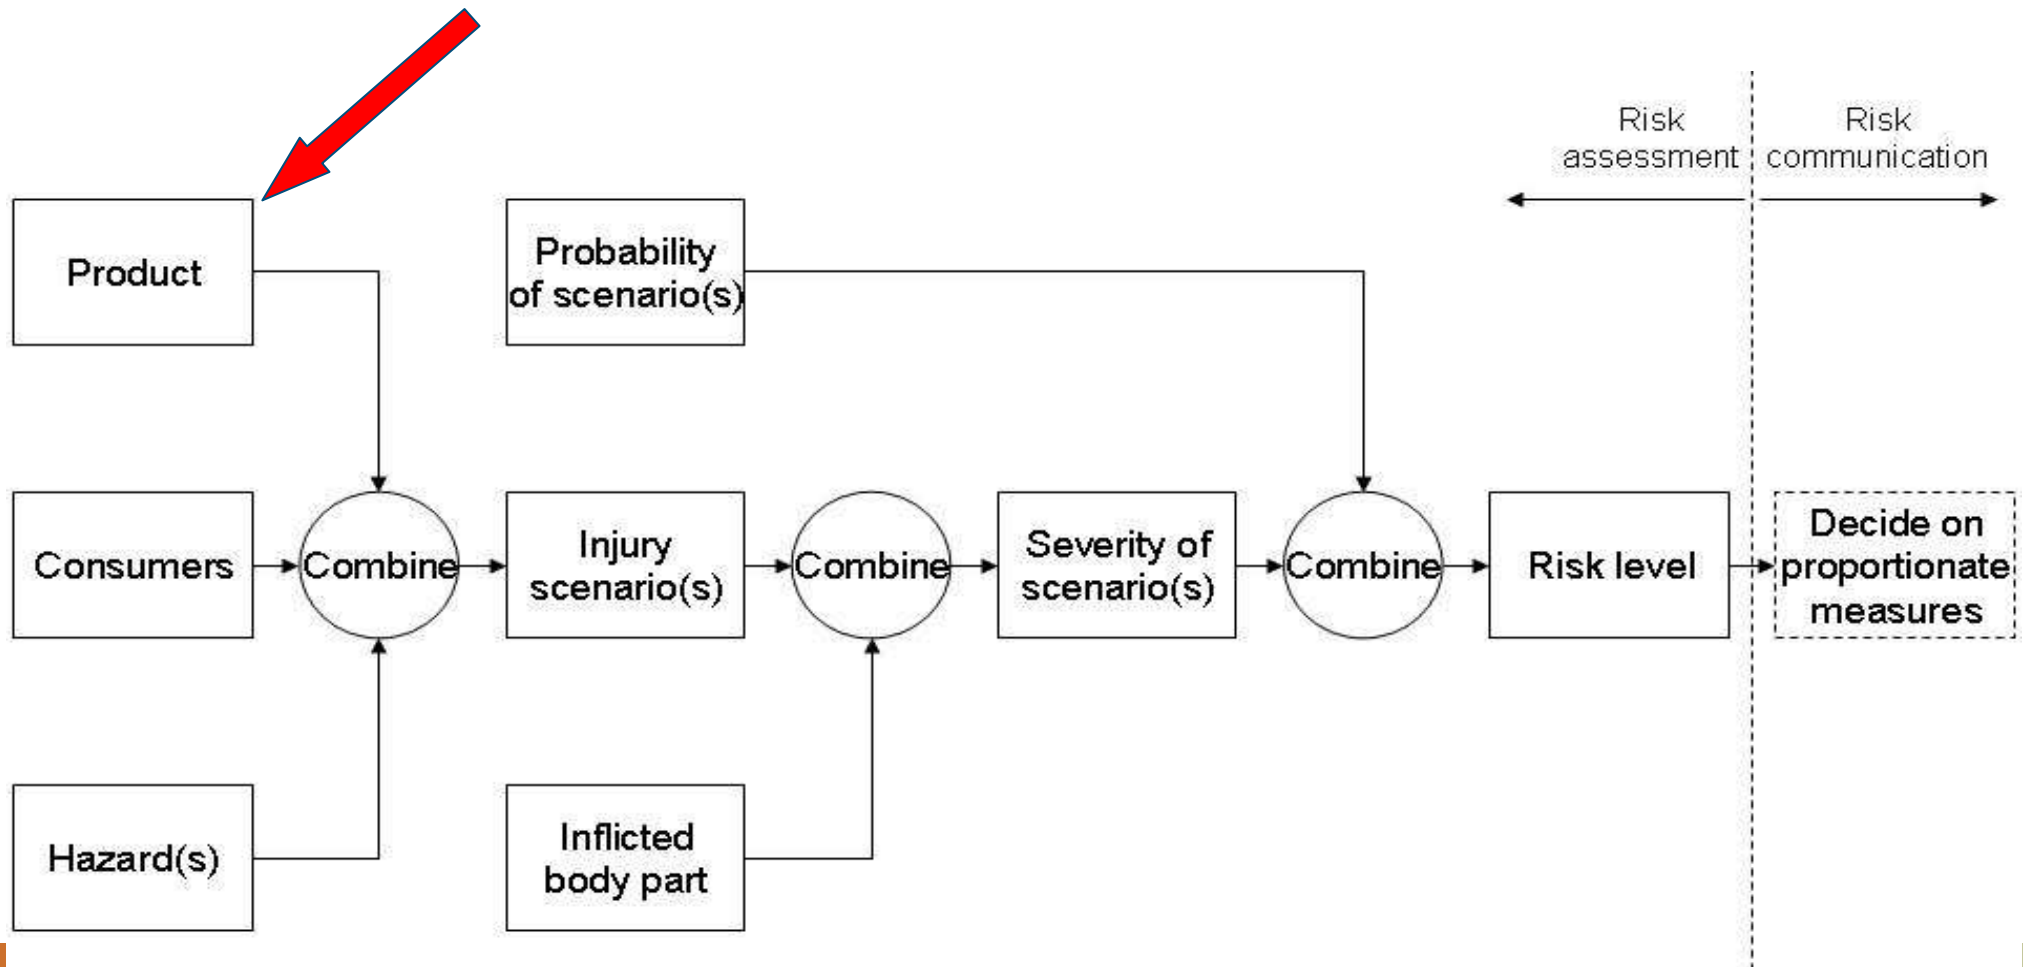 Risk
assessment
Risk
communication
Product
Probability
of scenario(s)
Consumers
Combine
Injury
scenario(s)
Combine
Severity of
scenario(s)
Combine
Risk level
Decide on
proportionate
measures
Hazard(s)
Inflicted
body part